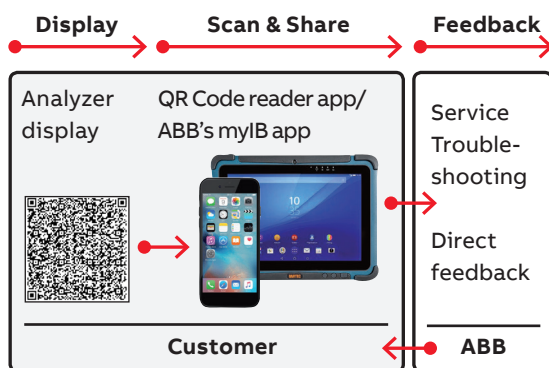 Display
Scan & Share
Feedback
Analyzer
display
QR Code reader app/
ABB's myIB app
10
Service
Trouble-
shooting
Direct
feedback
Customer
ABB